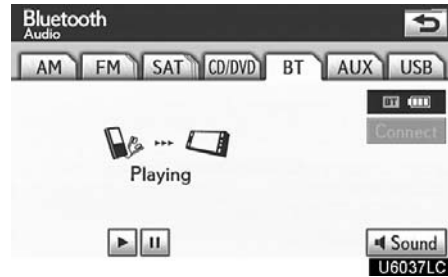 Bluetooth
Audio
AM FM SAT CD/DVD BT AUX USB
BT
Connect
Playing
Sound
U6037LC